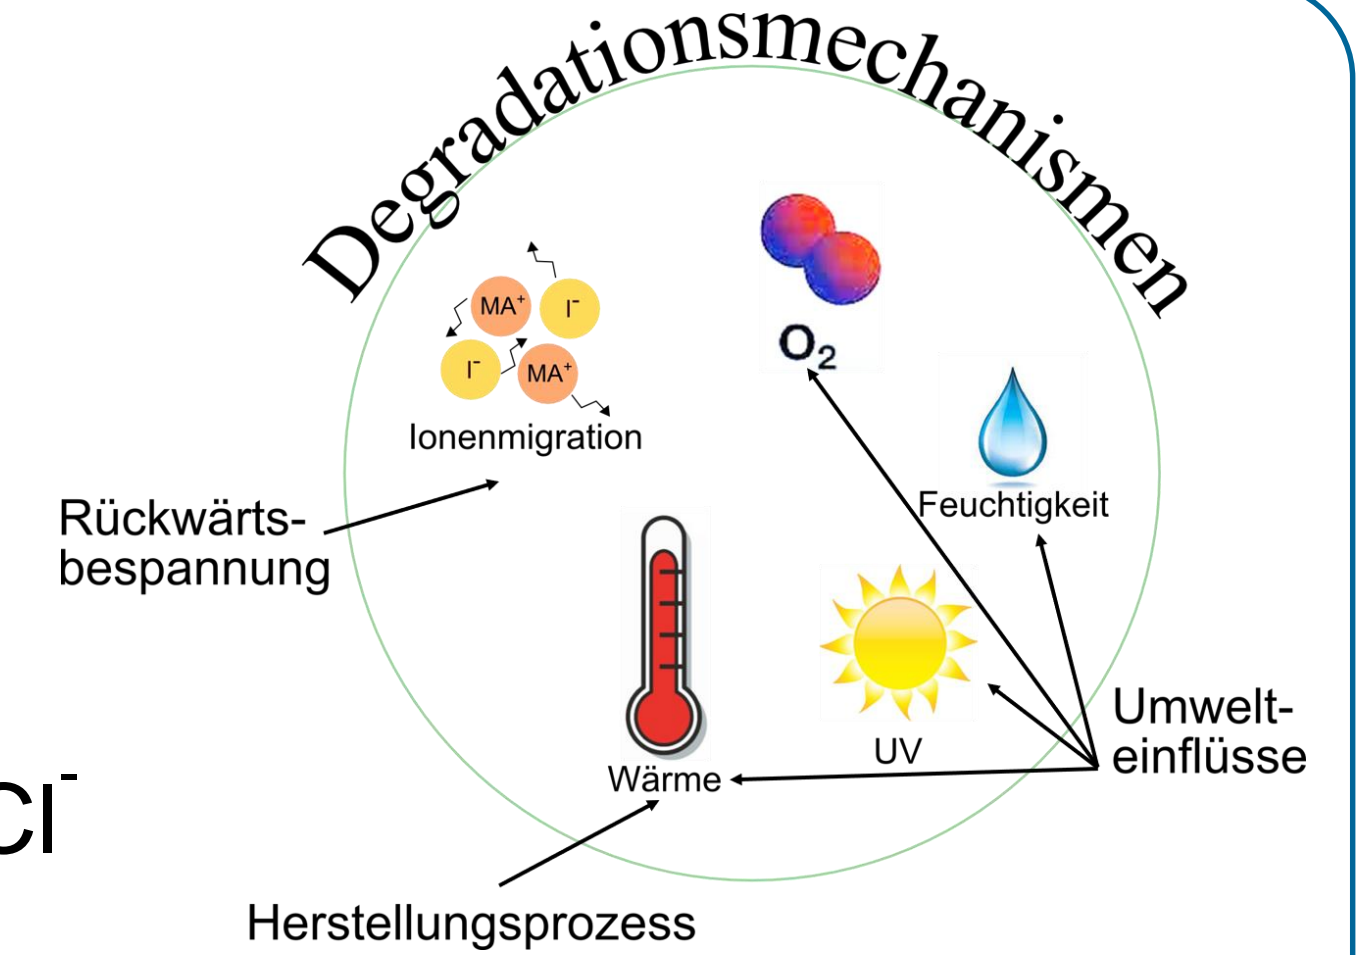 Degradationsmechanismen
O₂
MA⁺
I⁻
I⁻
MA⁺
Ionenmigration
Feuchtigkeit
Rückwärts-
bespannung
UV
Umwelt-
einflüsse
Wärme
Cl⁻
Herstellungsprozess